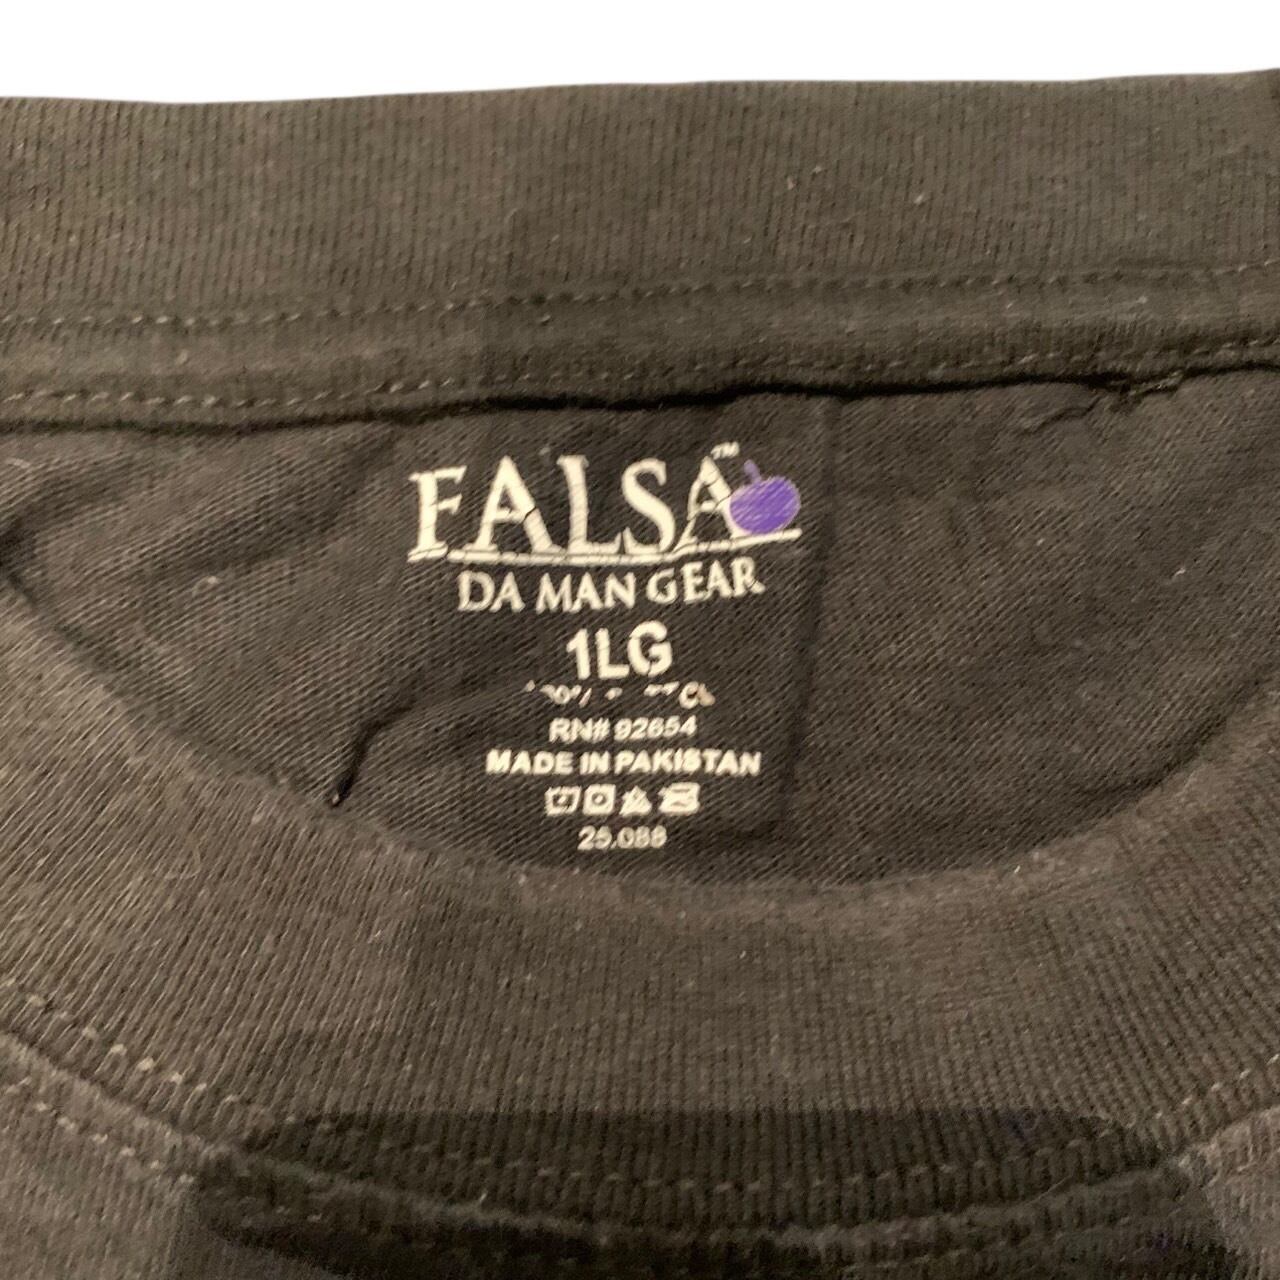 FALSA™
DA MAN GEAR
1LG
RN# 92654
MADE IN PAKISTAN
25.088